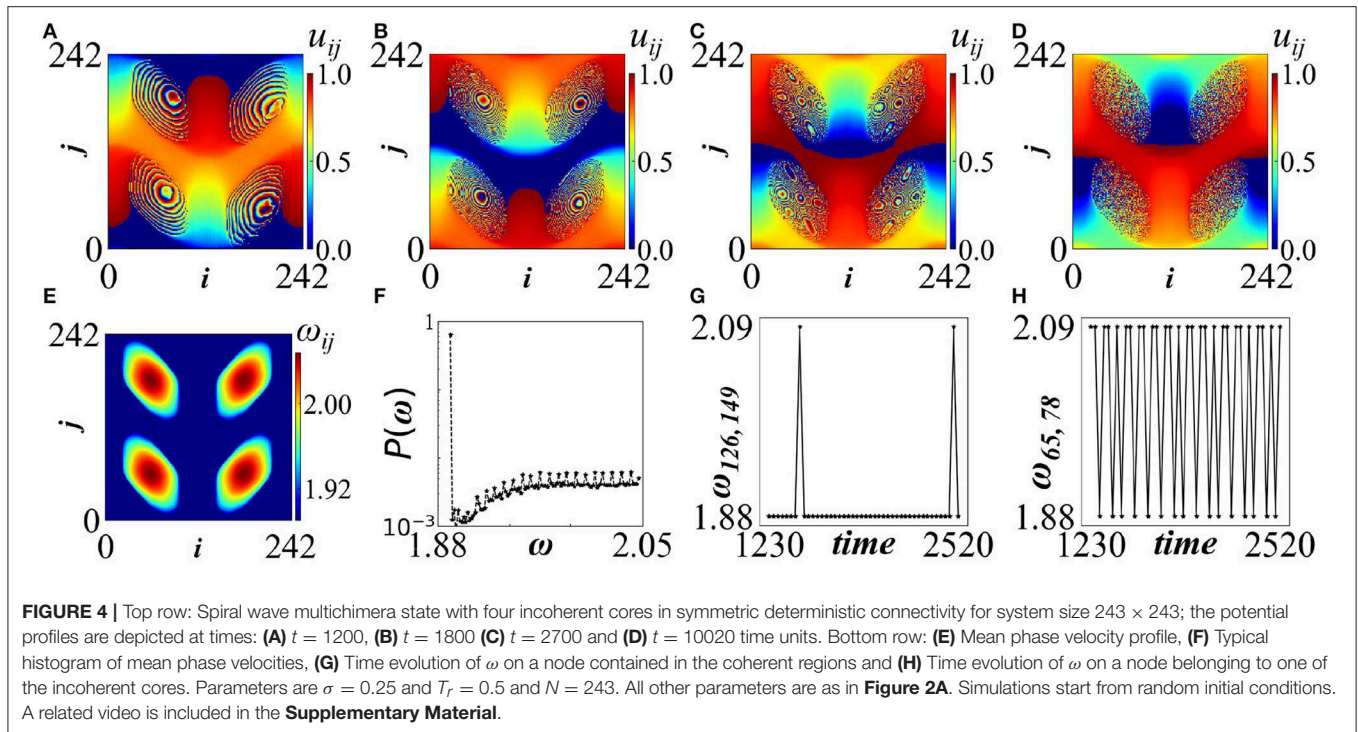 A
B
C
D
242
u_ij
242
u_ij
242
u_ij
242
u_ij
1.0
1.0
1.0
1.0
j
0.5
j
0.5
j
0.5
j
0.5
0
0.0
0
0.0
0
0.0
0
0.0
0 i 242
0 i 242
0 i 242
0 i 242
E
F
G
H
242
ω_ij
1
2.09
2.09
2.00
j
P(ω)
ω_126, 149
ω_65, 78
1.92
0
10^-3
1.88
1.88
0 i 242
1.88 ω 2.05
1230 time 2520
1230 time 2520
FIGURE 4 | Top row: Spiral wave multichimera state with four incoherent cores in symmetric deterministic connectivity for system size 243 × 243; the potential
profiles are depicted at times: (A) t = 1200, (B) t = 1800 (C) t = 2700 and (D) t = 10020 time units. Bottom row: (E) Mean phase velocity profile, (F) Typical
histogram of mean phase velocities, (G) Time evolution of ω on a node contained in the coherent regions and (H) Time evolution of ω on a node belonging to one of
the incoherent cores. Parameters are σ = 0.25 and T_r = 0.5 and N = 243. All other parameters are as in Figure 2A. Simulations start from random initial conditions.
A related video is included in the Supplementary Material.